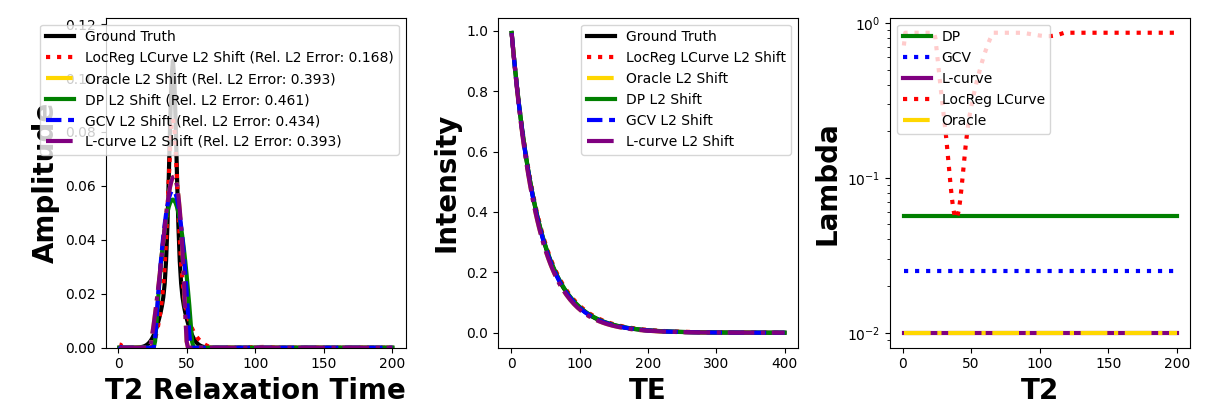 0.12
0.10
0.08
0.06
0.04
0.02
0.00
Amplitude
Ground Truth
LocReg LCurve L2 Shift (Rel. L2 Error: 0.168)
Oracle L2 Shift (Rel. L2 Error: 0.393)
DP L2 Shift (Rel. L2 Error: 0.461)
GCV L2 Shift (Rel. L2 Error: 0.434)
L-curve L2 Shift (Rel. L2 Error: 0.393)
0 50 100 150 200
T2 Relaxation Time
1.0
0.8
0.6
0.4
0.2
0.0
Intensity
Ground Truth
LocReg LCurve L2 Shift
Oracle L2 Shift
DP L2 Shift
GCV L2 Shift
L-curve L2 Shift
0 100 200 300 400
TE
10⁰
10⁻¹
10⁻²
Lambda
DP
GCV
L-curve
LocReg LCurve
Oracle
0 50 100 150 200
T2